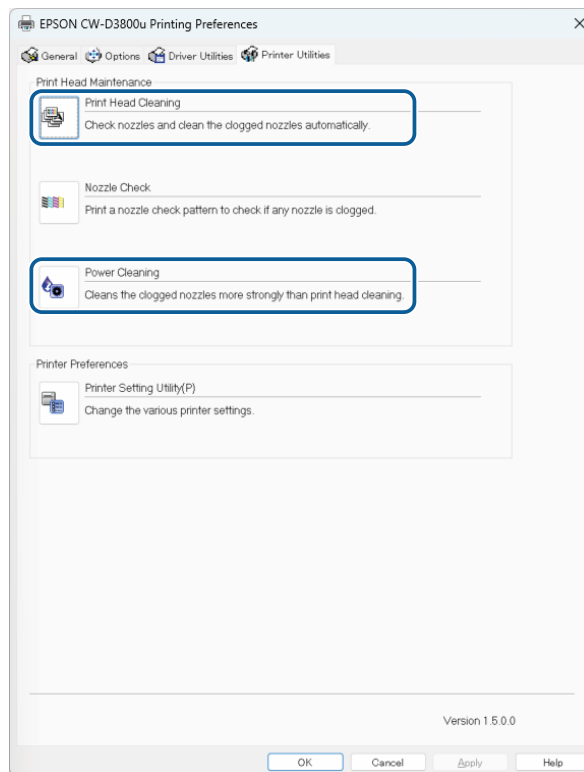 EPSON CW-D3800u Printing Preferences
General Options Driver Utilities Printer Utilities
Print Head Maintenance
Print Head Cleaning
Check nozzles and clean the clogged nozzles automatically.
Nozzle Check
Print a nozzle check pattern to check if any nozzle is clogged.
Power Cleaning
Cleans the clogged nozzles more strongly than print head cleaning.
Printer Preferences
Printer Setting Utility(P)
Change the various printer settings.
Version 1.5.0.0
OK Cancel Apply Help